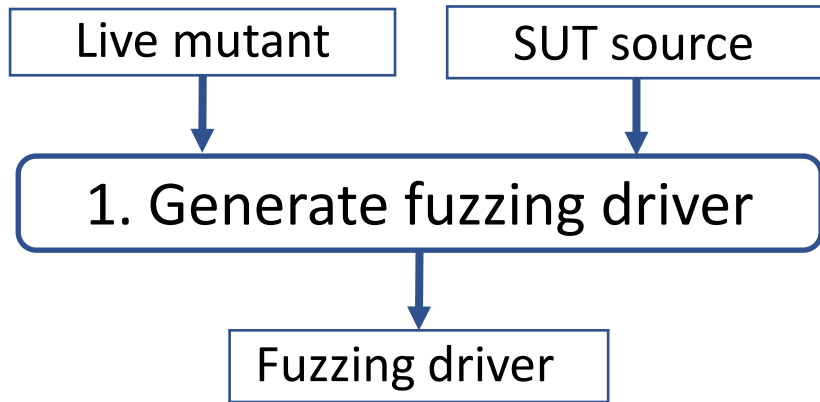 Live mutant
SUT source
1. Generate fuzzing driver
Fuzzing driver